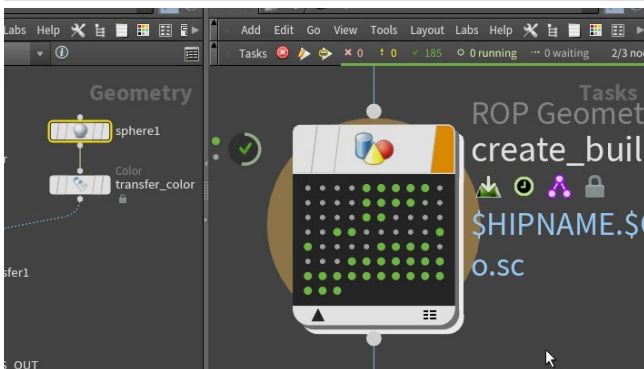 Labs Help
Geometry
sphere1
Color
transfer_color
sfer1
S_OUT
Add Edit Go View Tools Layout Labs Help
Tasks 0 0 185 0 running 0 waiting 2/3 no
Tasks
ROP Geomet
create_buil
$HIPNAME.$
o.sc